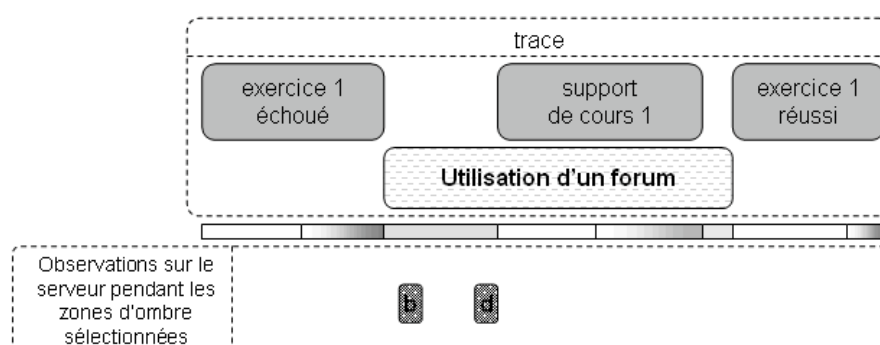 trace
exercice 1
échoué
support
de cours 1
exercice 1
réussi
Utilisation d'un forum
Observations sur le
serveur pendant les
zones d'ombre
sélectionnées
b
d